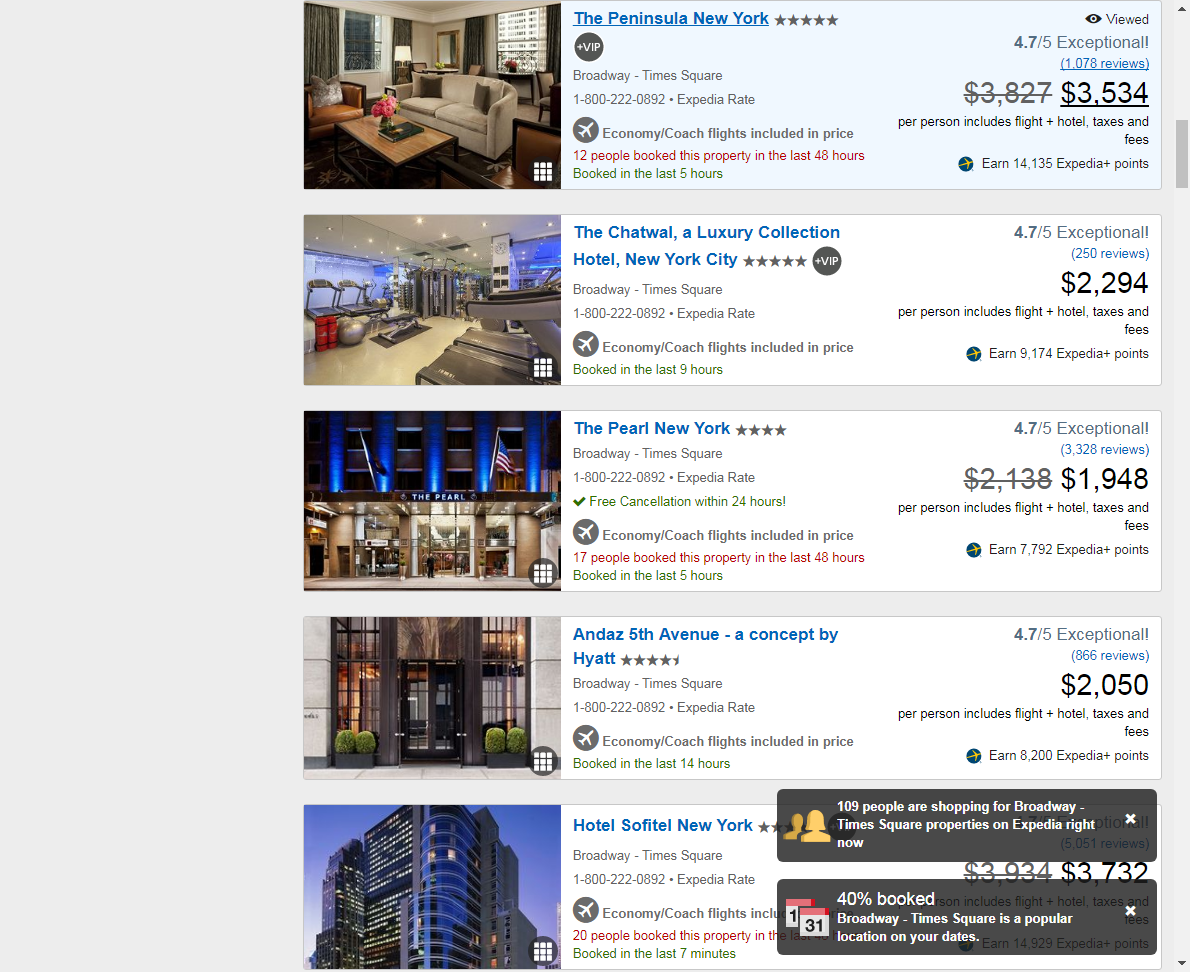 The Peninsula New York
Viewed
+VIP
4.7/5 Exceptional!
(1,078 reviews)
Broadway - Times Square
$3,827 $3,534
1-800-222-0892 • Expedia Rate
per person includes flight + hotel, taxes and
fees
Economy/Coach flights included in price
12 people booked this property in the last 48 hours
Earn 14,135 Expedia+ points
Booked in the last 5 hours
The Chatwal, a Luxury Collection
Hotel, New York City
+VIP
4.7/5 Exceptional!
(250 reviews)
$2,294
Broadway - Times Square
1-800-222-0892 • Expedia Rate
per person includes flight + hotel, taxes and
fees
Economy/Coach flights included in price
Earn 9,174 Expedia+ points
Booked in the last 9 hours
THE PEARL
The Pearl New York
4.7/5 Exceptional!
(3,328 reviews)
Broadway - Times Square
$2,138 $1,948
1-800-222-0892 • Expedia Rate
Free Cancellation within 24 hours!
per person includes flight + hotel, taxes and
fees
Economy/Coach flights included in price
Earn 7,792 Expedia+ points
17 people booked this property in the last 48 hours
Booked in the last 5 hours
Andaz 5th Avenue - a concept by
Hyatt
4.7/5 Exceptional!
(866 reviews)
$2,050
Broadway - Times Square
1-800-222-0892 • Expedia Rate
per person includes flight + hotel, taxes and
fees
Economy/Coach flights included in price
Earn 8,200 Expedia+ points
Booked in the last 14 hours
Hotel Sofitel New York
4.7/5 Exceptional!
(5,051 reviews)
Broadway - Times Square
$3,934 $3,732
1-800-222-0892 • Expedia Rate
fees
Economy/Coach flights included in price
20 people booked this property in the last 48 hours
Earn 14,929 Expedia+ points
Booked in the last 7 minutes
109 people are shopping for Broadway -
Times Square properties on Expedia right
now
40% booked
Broadway - Times Square is a popular
location on your dates.
1
31